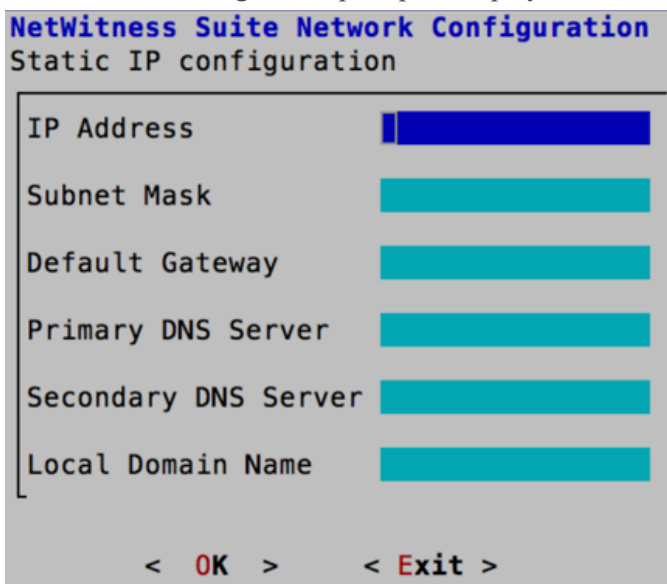 NetWitness Suite Network Configuration
Static IP configuration
IP Address
Subnet Mask
Default Gateway
Primary DNS Server
Secondary DNS Server
Local Domain Name
< OK > < Exit >